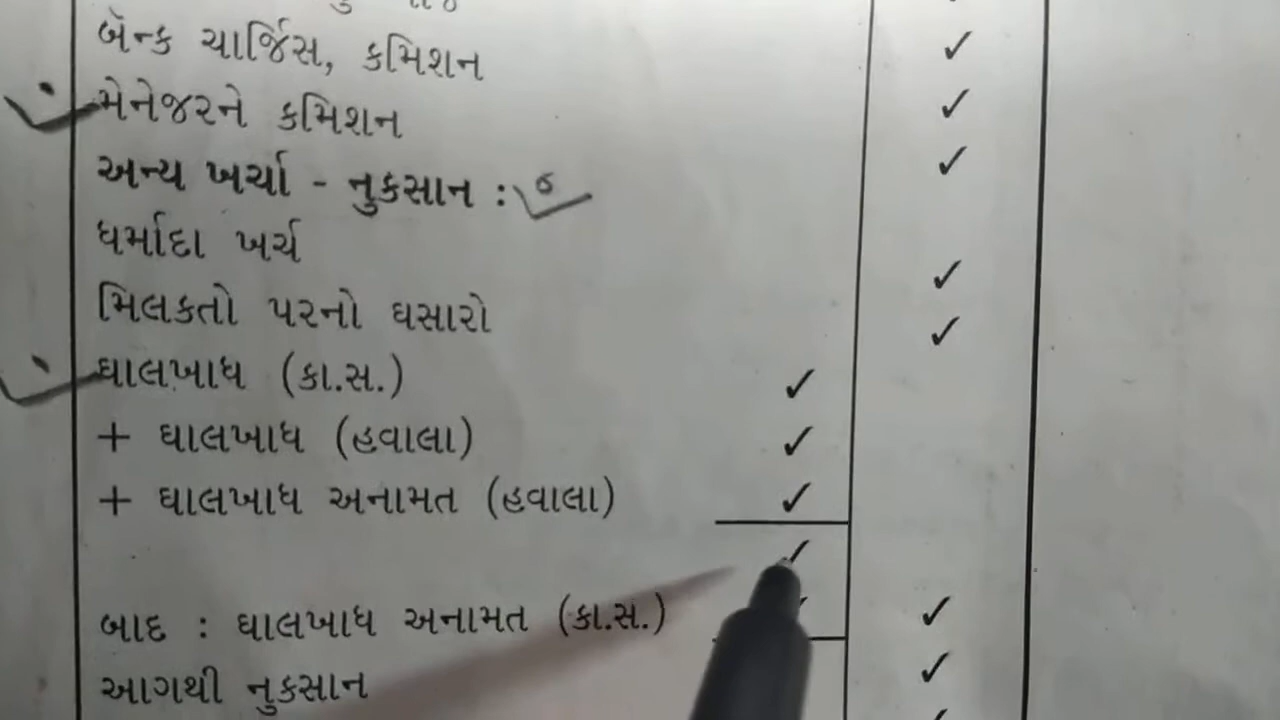 બૅન્ક ચાર્જિસ, કમિશન ✓
મેનેજરને કમિશન ✓
અન્ય ખર્ચા - નુકસાન : ✓
ધર્માદા ખર્ચ
મિલકતો પરનો ઘસારો ✓
ઘાલખાધ (કા.સ.) ✓
+ ઘાલખાધ (હવાલા) ✓
+ ઘાલખાધ અનામત (હવાલા) ✓
✓
બાદ : ઘાલખાધ અનામત (કા.સ.) ✓
આગથી નુકસાન ✓